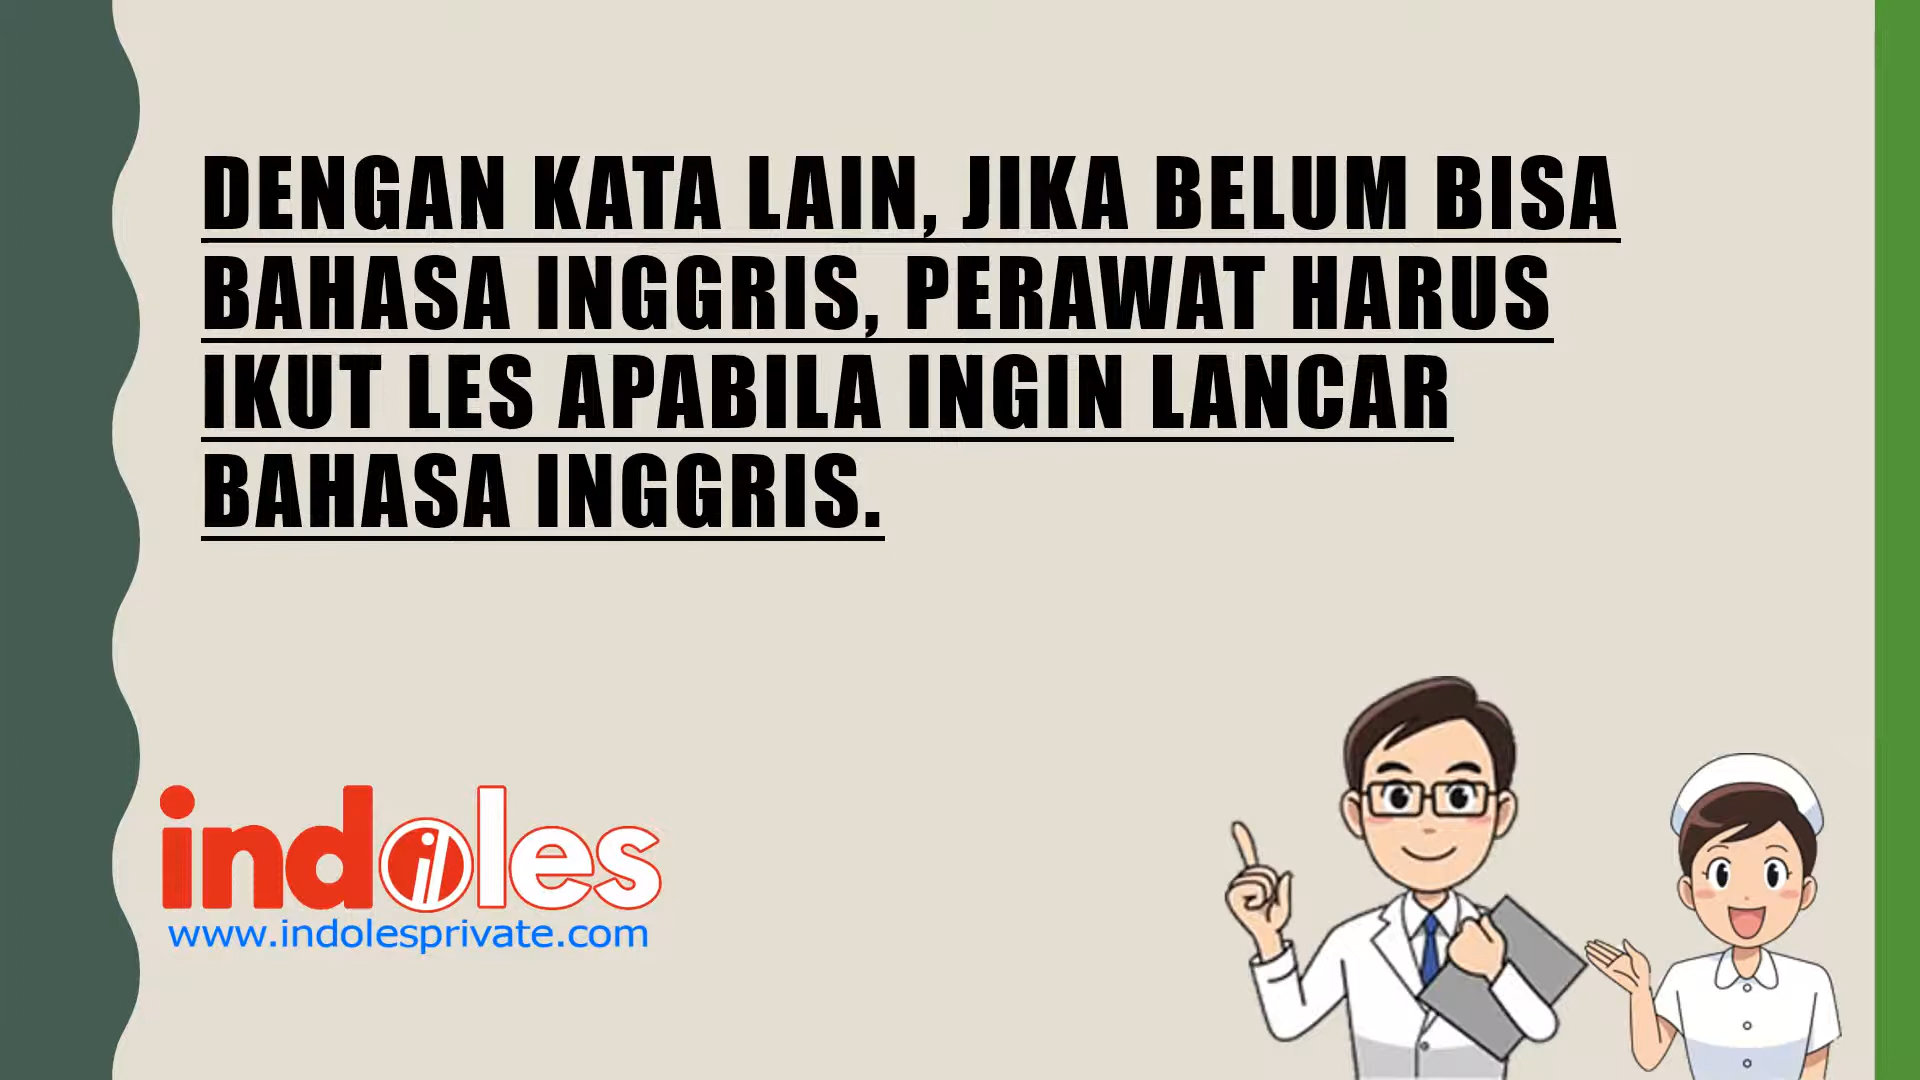 DENGAN KATA LAIN, JIKA BELUM BISA
BAHASA INGGRIS, PERAWAT HARUS
IKUT LES APABILA INGIN LANCAR
BAHASA INGGRIS.
indoles
www.indolesprivate.com